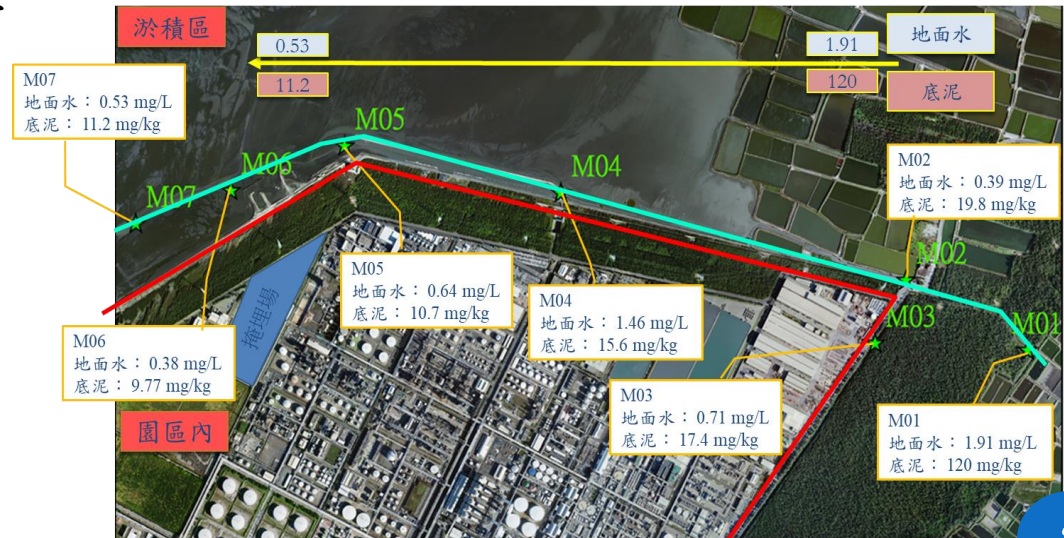 淤積區
0.53
1.91
地面水
11.2
120
底泥
M07
地面水：0.53 mg/L
底泥：11.2 mg/kg
M05
M06
M04
M07
M02
地面水：0.39 mg/L
底泥：19.8 mg/kg
M02
M05
地面水：0.64 mg/L
底泥：10.7 mg/kg
M04
地面水：1.46 mg/L
底泥：15.6 mg/kg
M03
M01
掩埋場
M06
地面水：0.38 mg/L
底泥：9.77 mg/kg
M03
地面水：0.71 mg/L
底泥：17.4 mg/kg
M01
地面水：1.91 mg/L
底泥：120 mg/kg
園區內